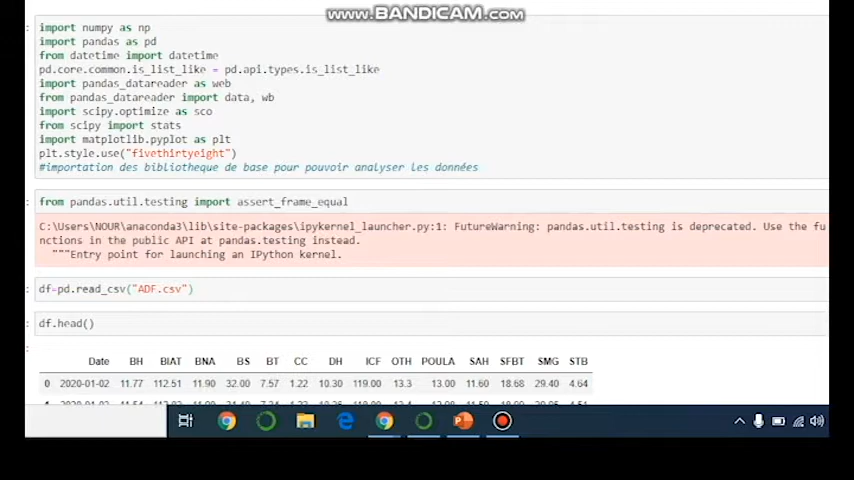 www.BANDICAM.com
import numpy as np
import pandas as pd
from datetime import datetime
pd.core.common.is_list_like = pd.api.types.is_list_like
import pandas_datareader as web
from pandas_datareader import data, wb
import scipy.optimize as sco
from scipy import stats
import matplotlib.pyplot as plt
plt.style.use("fivethirtyeight")
#importation des bibliotheque de base pour pouvoir analyser les données
from pandas.util.testing import assert_frame_equal
C:\Users\NOUR\anaconda3\lib\site-packages\ipykernel_launcher.py:1: FutureWarning: pandas.util.testing is deprecated. Use the fu
nctions in the public API at pandas.testing instead.
"""Entry point for launching an IPython kernel.
df=pd.read_csv("ADF.csv")
df.head()
Date BH BIAT BNA BS BT CC DH ICF OTH POULA SAH SFBT SMG STB
0 2020-01-02 11.77 112.51 11.90 32.00 7.57 1.22 10.30 119.00 13.3 13.00 11.60 18.68 29.40 4.64